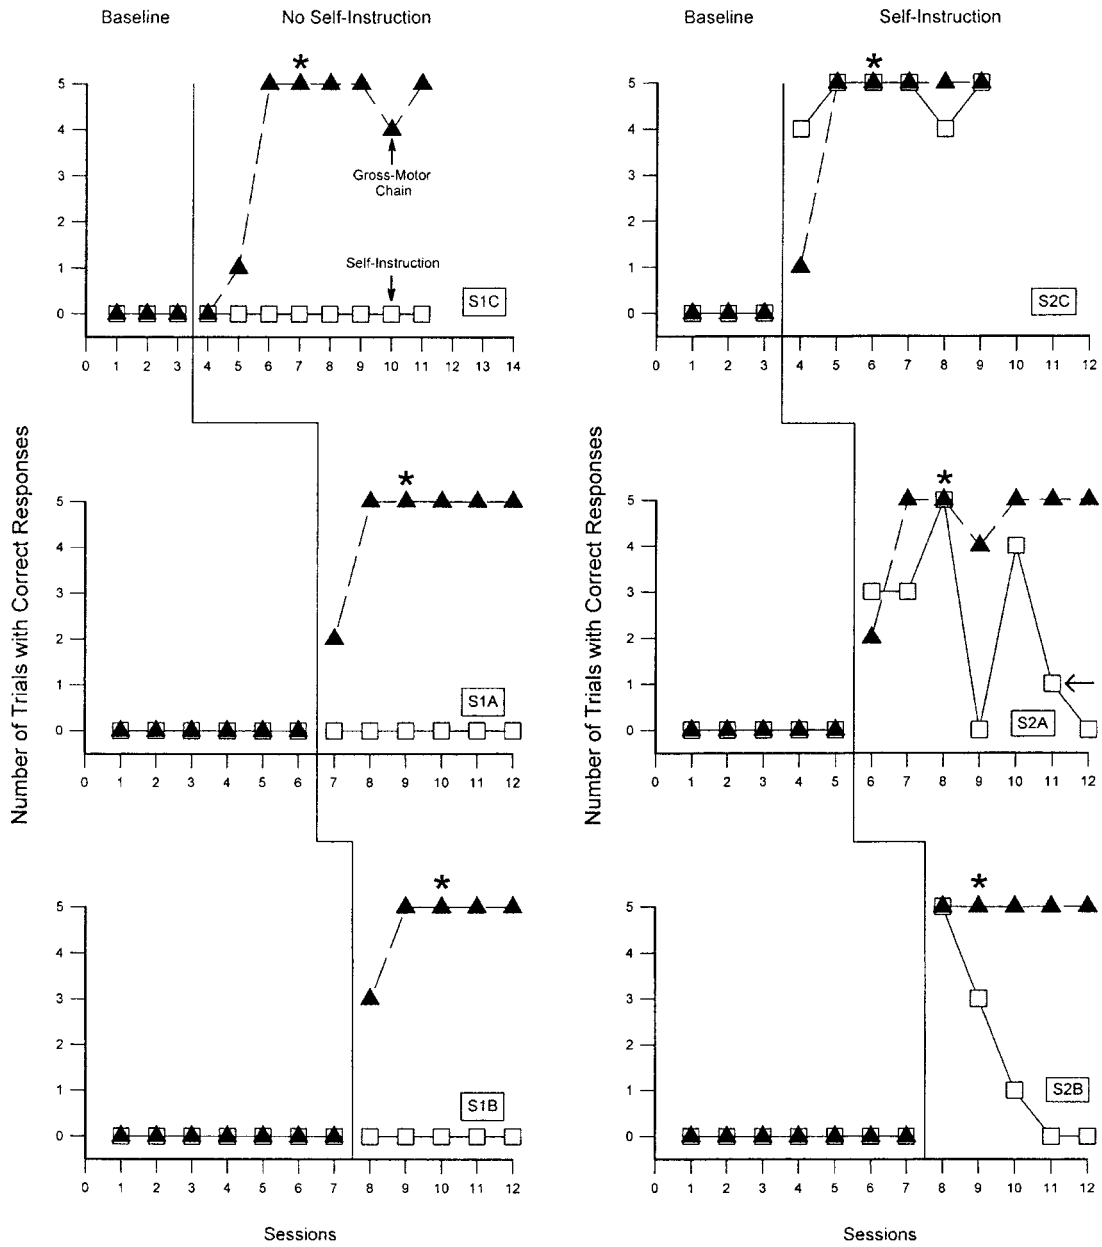 Baseline
No Self-Instruction
Baseline
Self-Instruction
*
5
4
3
2
1
0
Gross-Motor
Chain
Self-Instruction
S1C
0 1 2 3 4 5 6 7 8 9 10 11 12 13 14
*
5
4
3
2
1
0
S2C
0 1 2 3 4 5 6 7 8 9 10 11 12
Number of Trials with Correct Responses
*
5
4
3
2
1
0
S1A
0 1 2 3 4 5 6 7 8 9 10 11 12
Number of Trials with Correct Responses
*
5
4
3
2
1
0
S2A
0 1 2 3 4 5 6 7 8 9 10 11 12
*
5
4
3
2
1
0
S1B
0 1 2 3 4 5 6 7 8 9 10 11 12
Sessions
*
5
4
3
2
1
0
S2B
0 1 2 3 4 5 6 7 8 9 10 11 12
Sessions